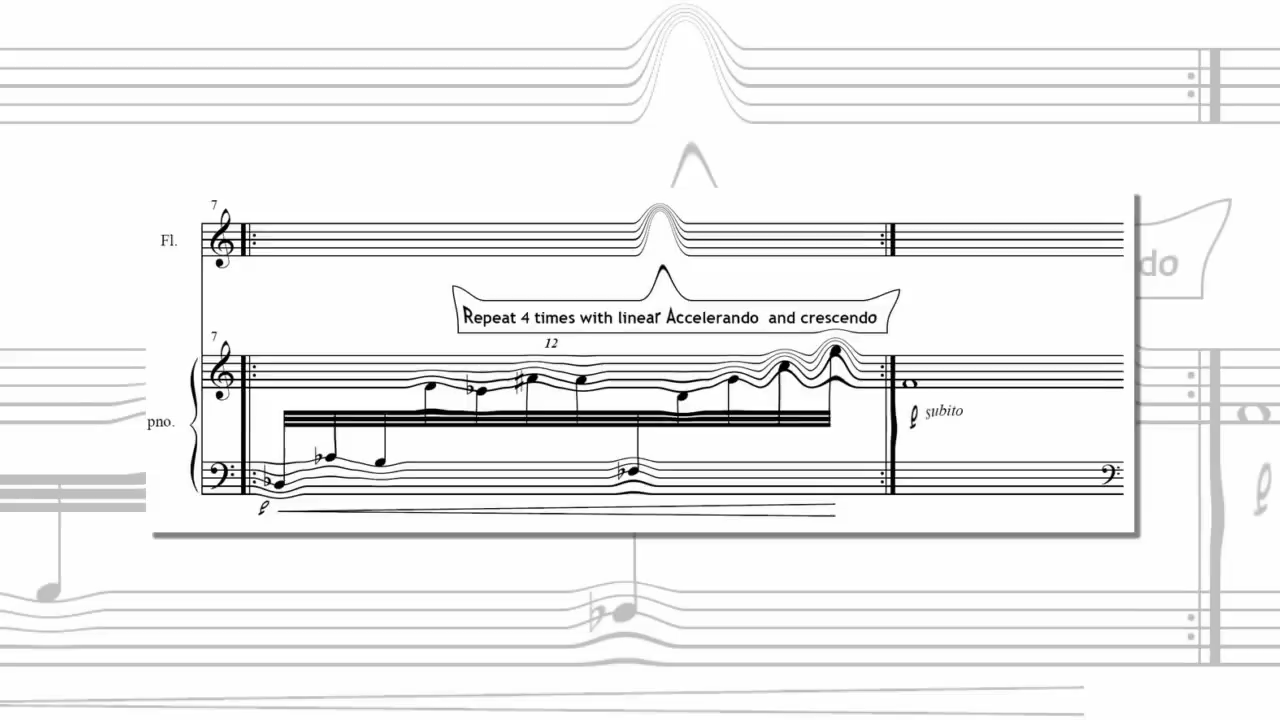 7
Fl.
Repeat 4 times with linear Accelerando and crescendo
7
12
pno.
p subito
p
do
p